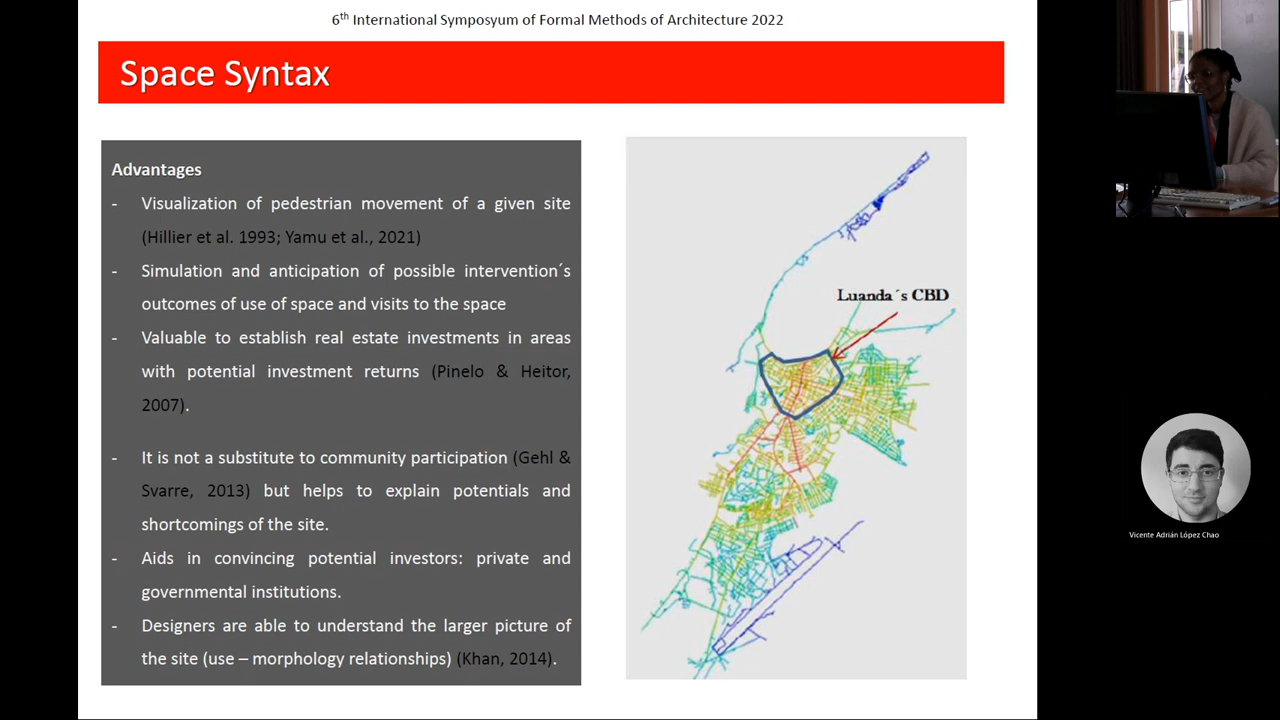 6th International Symposyum of Formal Methods of Architecture 2022
Space Syntax
Advantages
- Visualization of pedestrian movement of a given site
(Hillier et al. 1993; Yamu et al., 2021)
- Simulation and anticipation of possible intervention´s
outcomes of use of space and visits to the space
- Valuable to establish real estate investments in areas
with potential investment returns (Pinelo & Heitor,
2007).
- It is not a substitute to community participation (Gehl &
Svarre, 2013) but helps to explain potentials and
shortcomings of the site.
- Aids in convincing potential investors: private and
governmental institutions.
- Designers are able to understand the larger picture of
the site (use – morphology relationships) (Khan, 2014).
Luanda´s CBD
Vicente Adrián López Chao